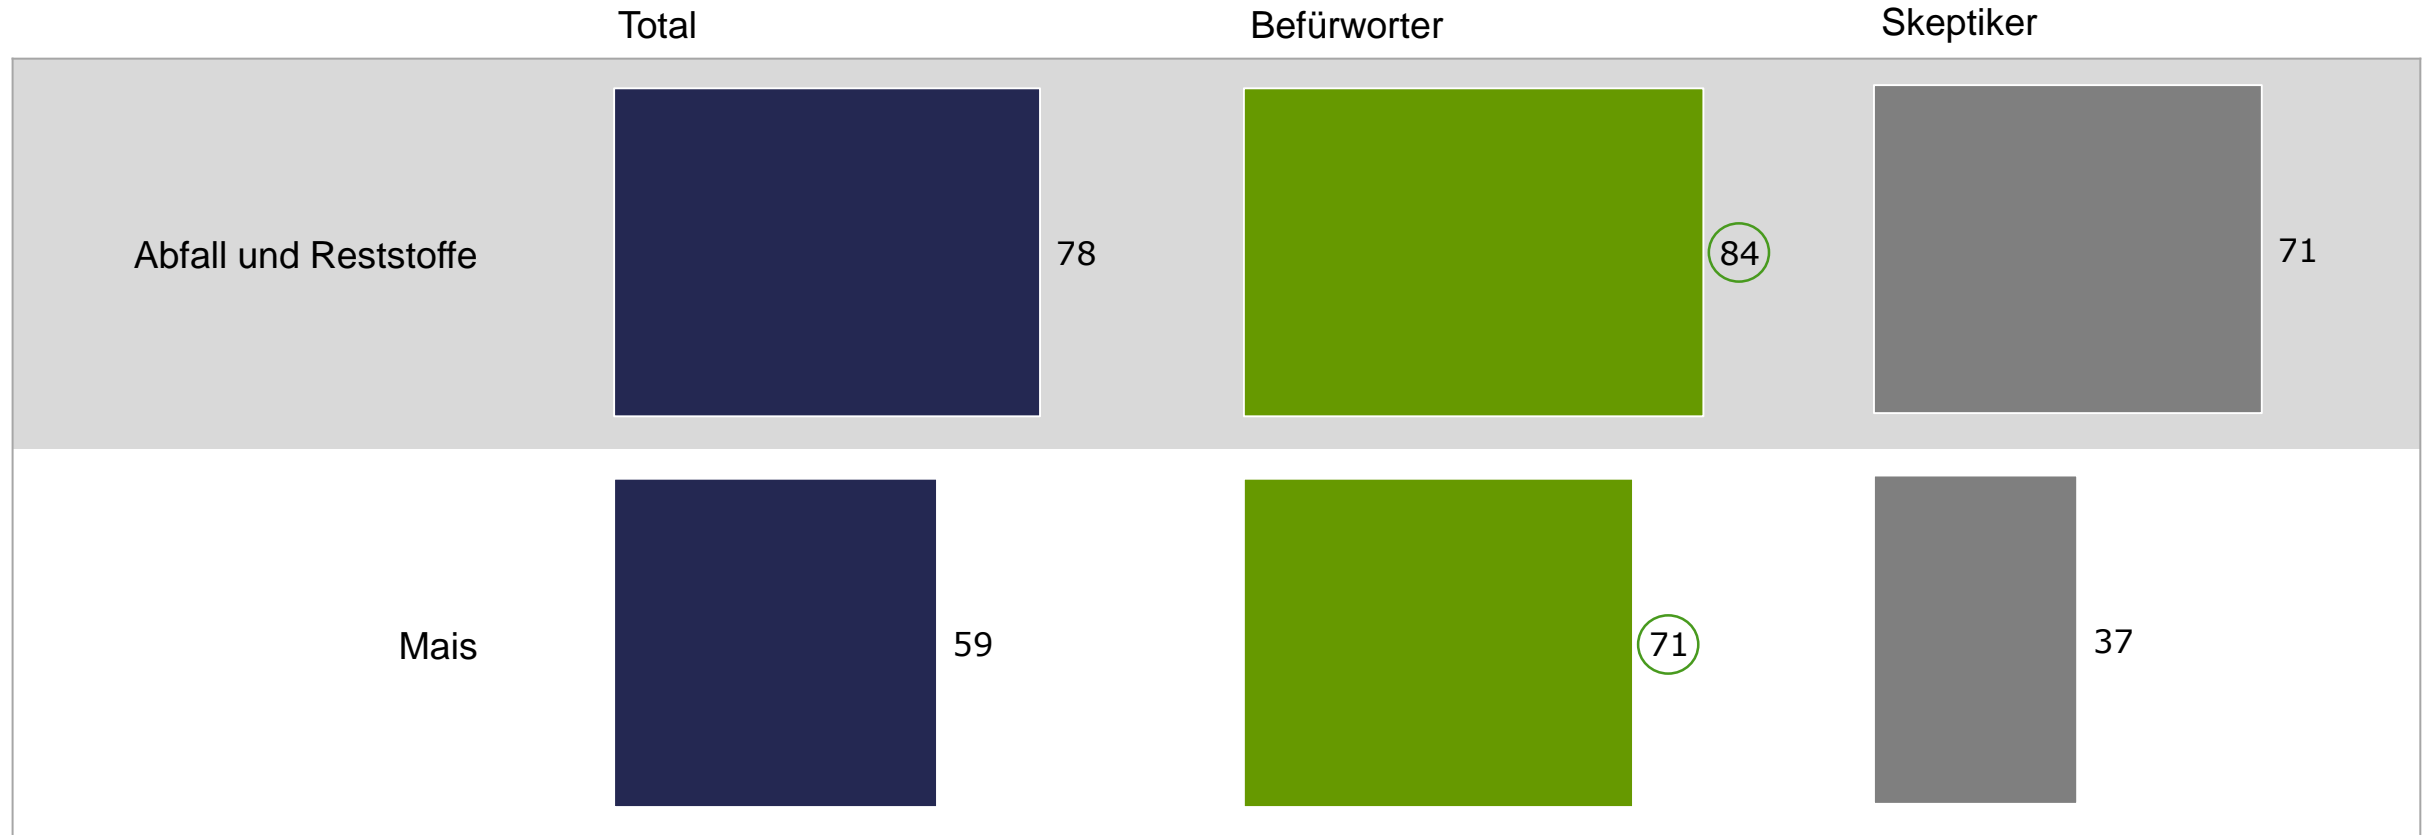 Total Befürworter Skeptiker
Abfall und Reststoffe 78 84 71
Mais 59 71 37